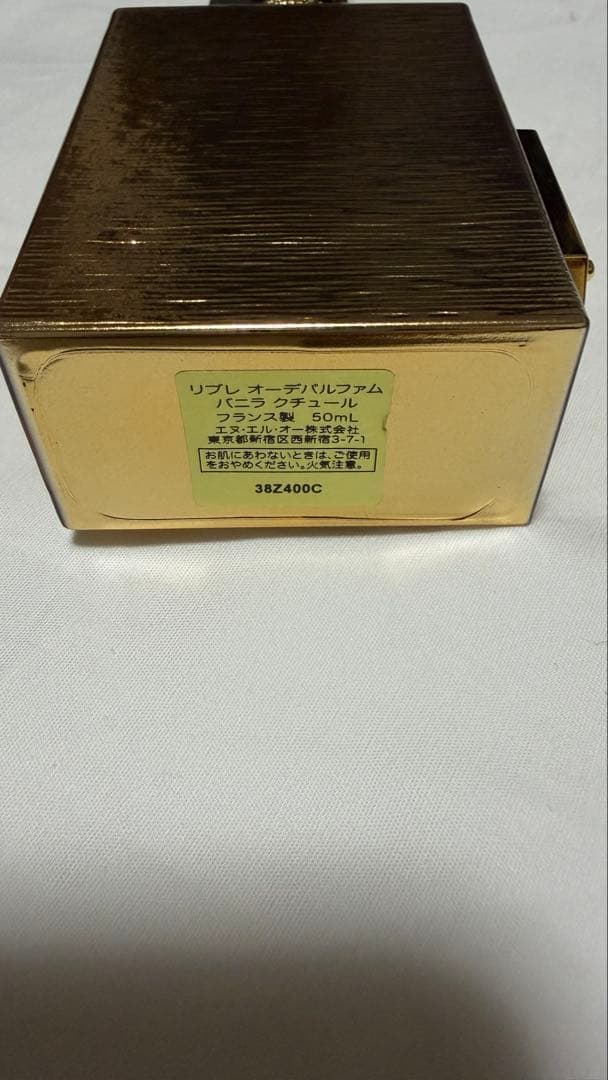 リブレ オーデパルファム
バニラ クチュール
フランス製 50mL
エヌ・エル・オー株式会社
東京都新宿区西新宿3-7-1
お肌にあわないときは、ご使用
をおやめください。火気注意。
38Z400C